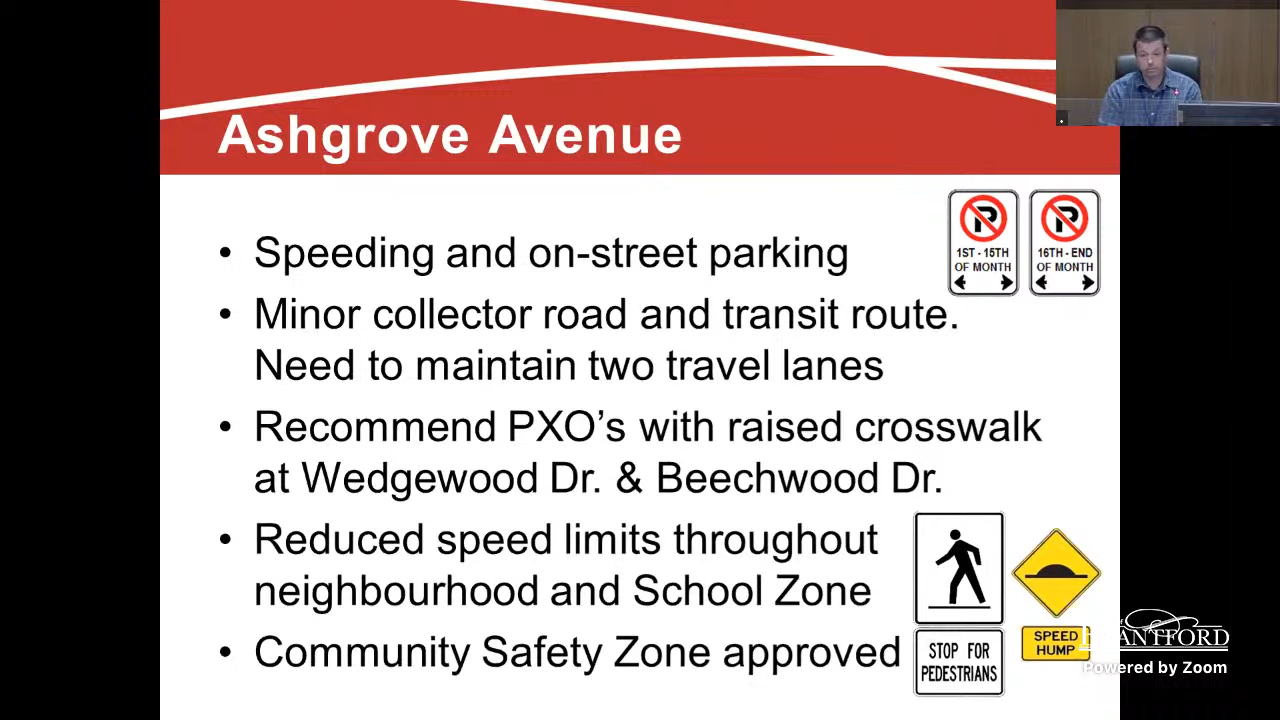 Ashgrove Avenue
P P
1ST - 15TH 16TH - END
OF MONTH OF MONTH
• Speeding and on-street parking
• Minor collector road and transit route.
Need to maintain two travel lanes
• Recommend PXO’s with raised crosswalk
at Wedgewood Dr. & Beechwood Dr.
• Reduced speed limits throughout
neighbourhood and School Zone
• Community Safety Zone approved
STOP FOR
PEDESTRIANS
SPEED
HUMP
BRANTFORD
Powered by Zoom